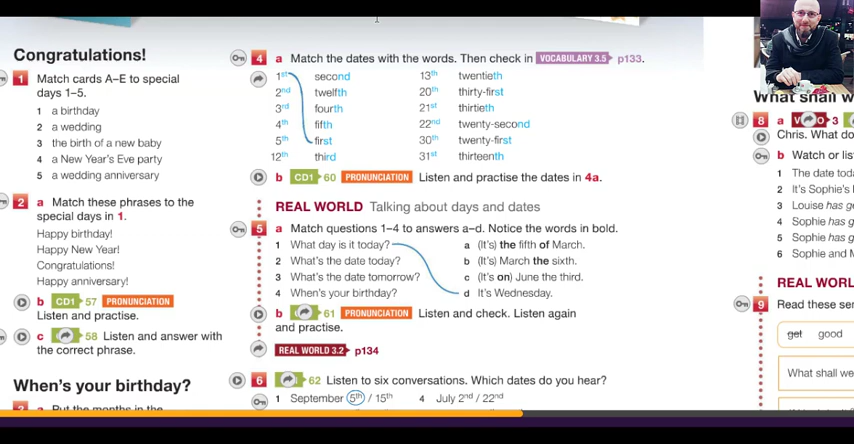 Congratulations!
1 Match cards A–E to special
days 1–5.
1 a birthday
2 a wedding
3 the birth of a new baby
4 a New Year's Eve party
5 a wedding anniversary
2 a Match these phrases to the
special days in 1.
Happy birthday!
Happy New Year!
Congratulations!
Happy anniversary!
b CD1 57 PRONUNCIATION
Listen and practise.
c 58 Listen and answer with
the correct phrase.
When's your birthday?
3 a Put the months in the
4 a Match the dates with the words. Then check in VOCABULARY 3.5 p133.
1st second 13th twentieth
2nd twelfth 20th thirty-first
3rd fourth 21st thirtieth
4th fifth 22nd twenty-second
5th first 30th twenty-first
12th third 31st thirteenth
b CD1 60 PRONUNCIATION Listen and practise the dates in 4a.
REAL WORLD Talking about days and dates
5 a Match questions 1–4 to answers a–d. Notice the words in bold.
1 What day is it today? a (It's) the fifth of March.
2 What's the date today? b (It's) March the sixth.
3 What's the date tomorrow? c (It's on) June the third.
4 When's your birthday? d It's Wednesday.
b 61 PRONUNCIATION Listen and check. Listen again
and practise.
REAL WORLD 3.2 p134
6 62 Listen to six conversations. Which dates do you hear?
1 September 5th / 15th 4 July 2nd / 22nd
What shall w
8 a 3
Chris. What do
b Watch or lis
1 The date toda
2 It's Sophie's
3 Louise has g
4 Sophie has g
5 Sophie has g
6 Sophie and M
REAL WORL
9 Read these se
get good
What shall we